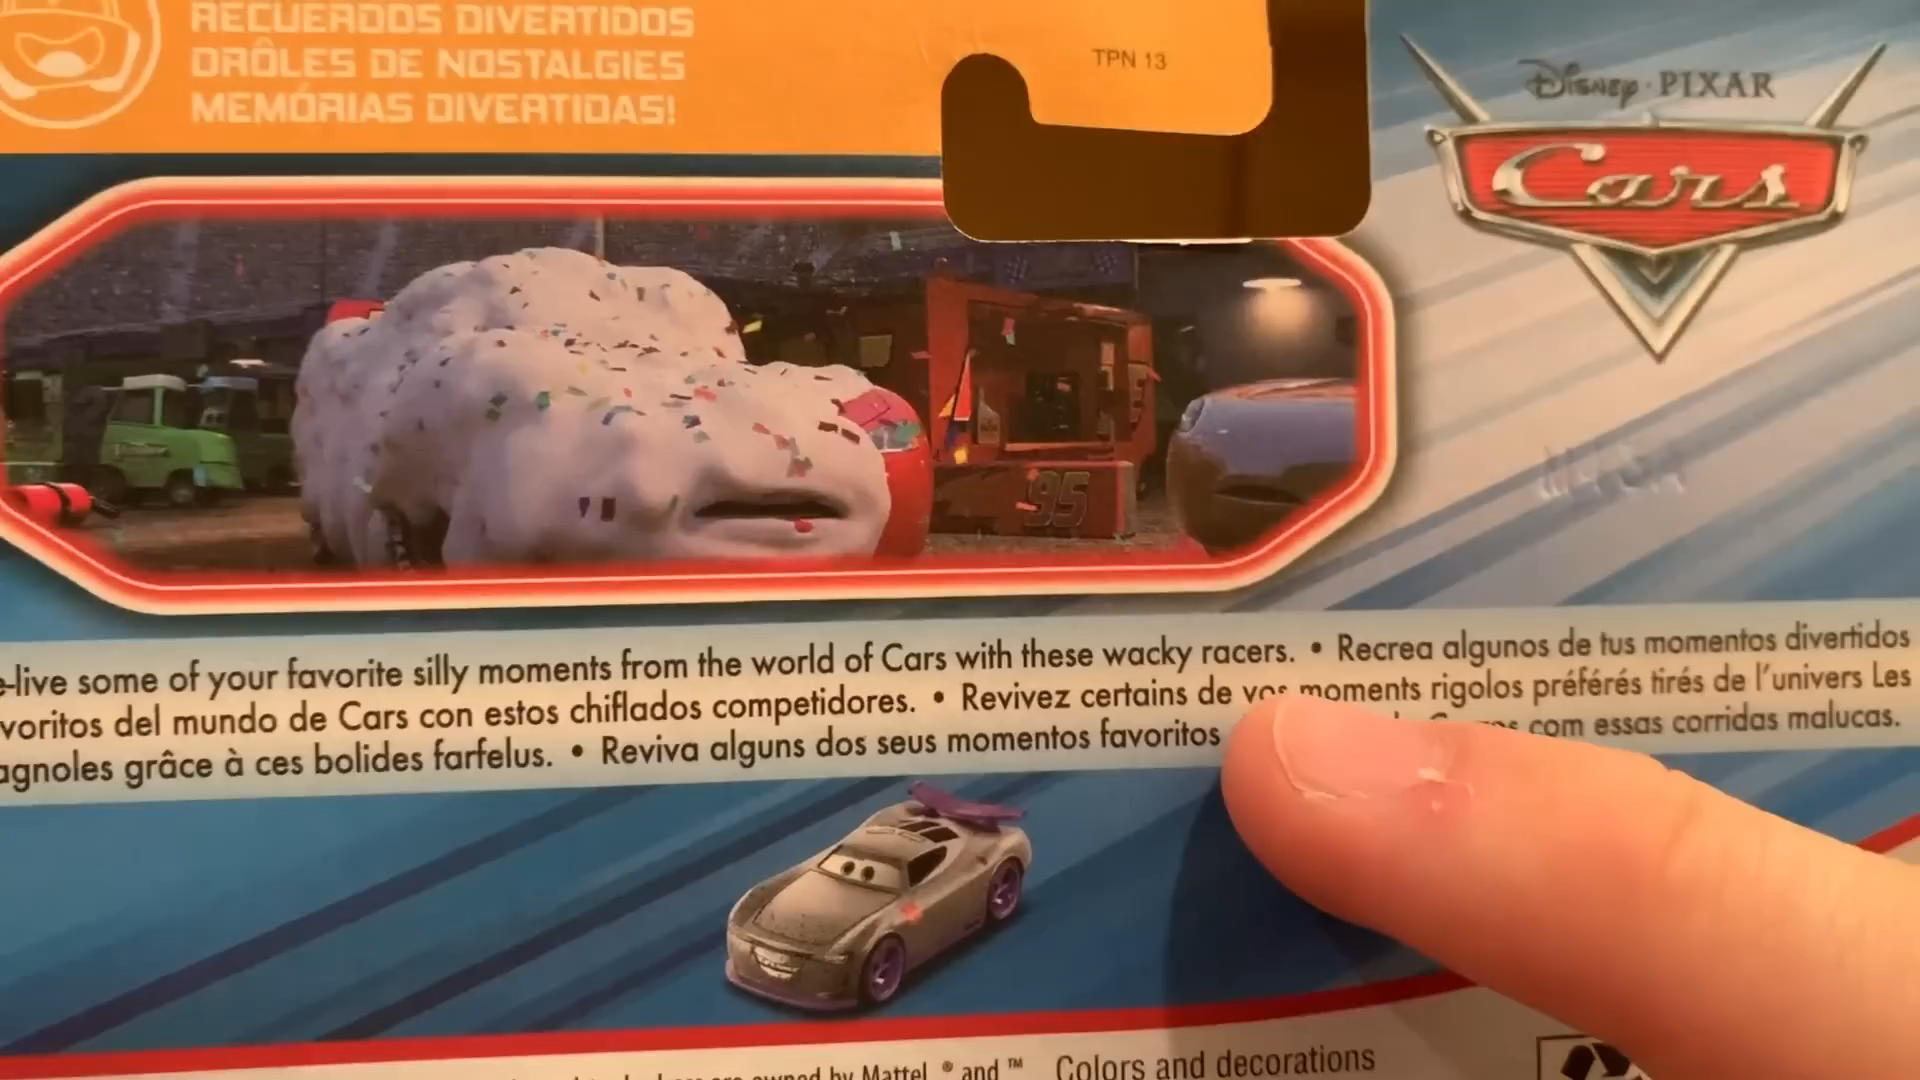 RECUERDOS DIVERTIDOS
DRÔLES DE NOSTALGIES
MEMÓRIAS DIVERTIDAS!
TPN 13
Disney · PIXAR
Cars
95
e-live some of your favorite silly moments from the world of Cars with these wacky racers. • Recrea algunos de tus momentos divertidos
voritos del mundo de Cars con estos chiflados competidores. • Revivez certains de vos moments rigolos préférés tirés de l'univers Les
agnoles grâce à ces bolides farfelus. • Reviva alguns dos seus momentos favoritos com essas corridas malucas.
owned by Mattel ® and ™ Colors and decorations